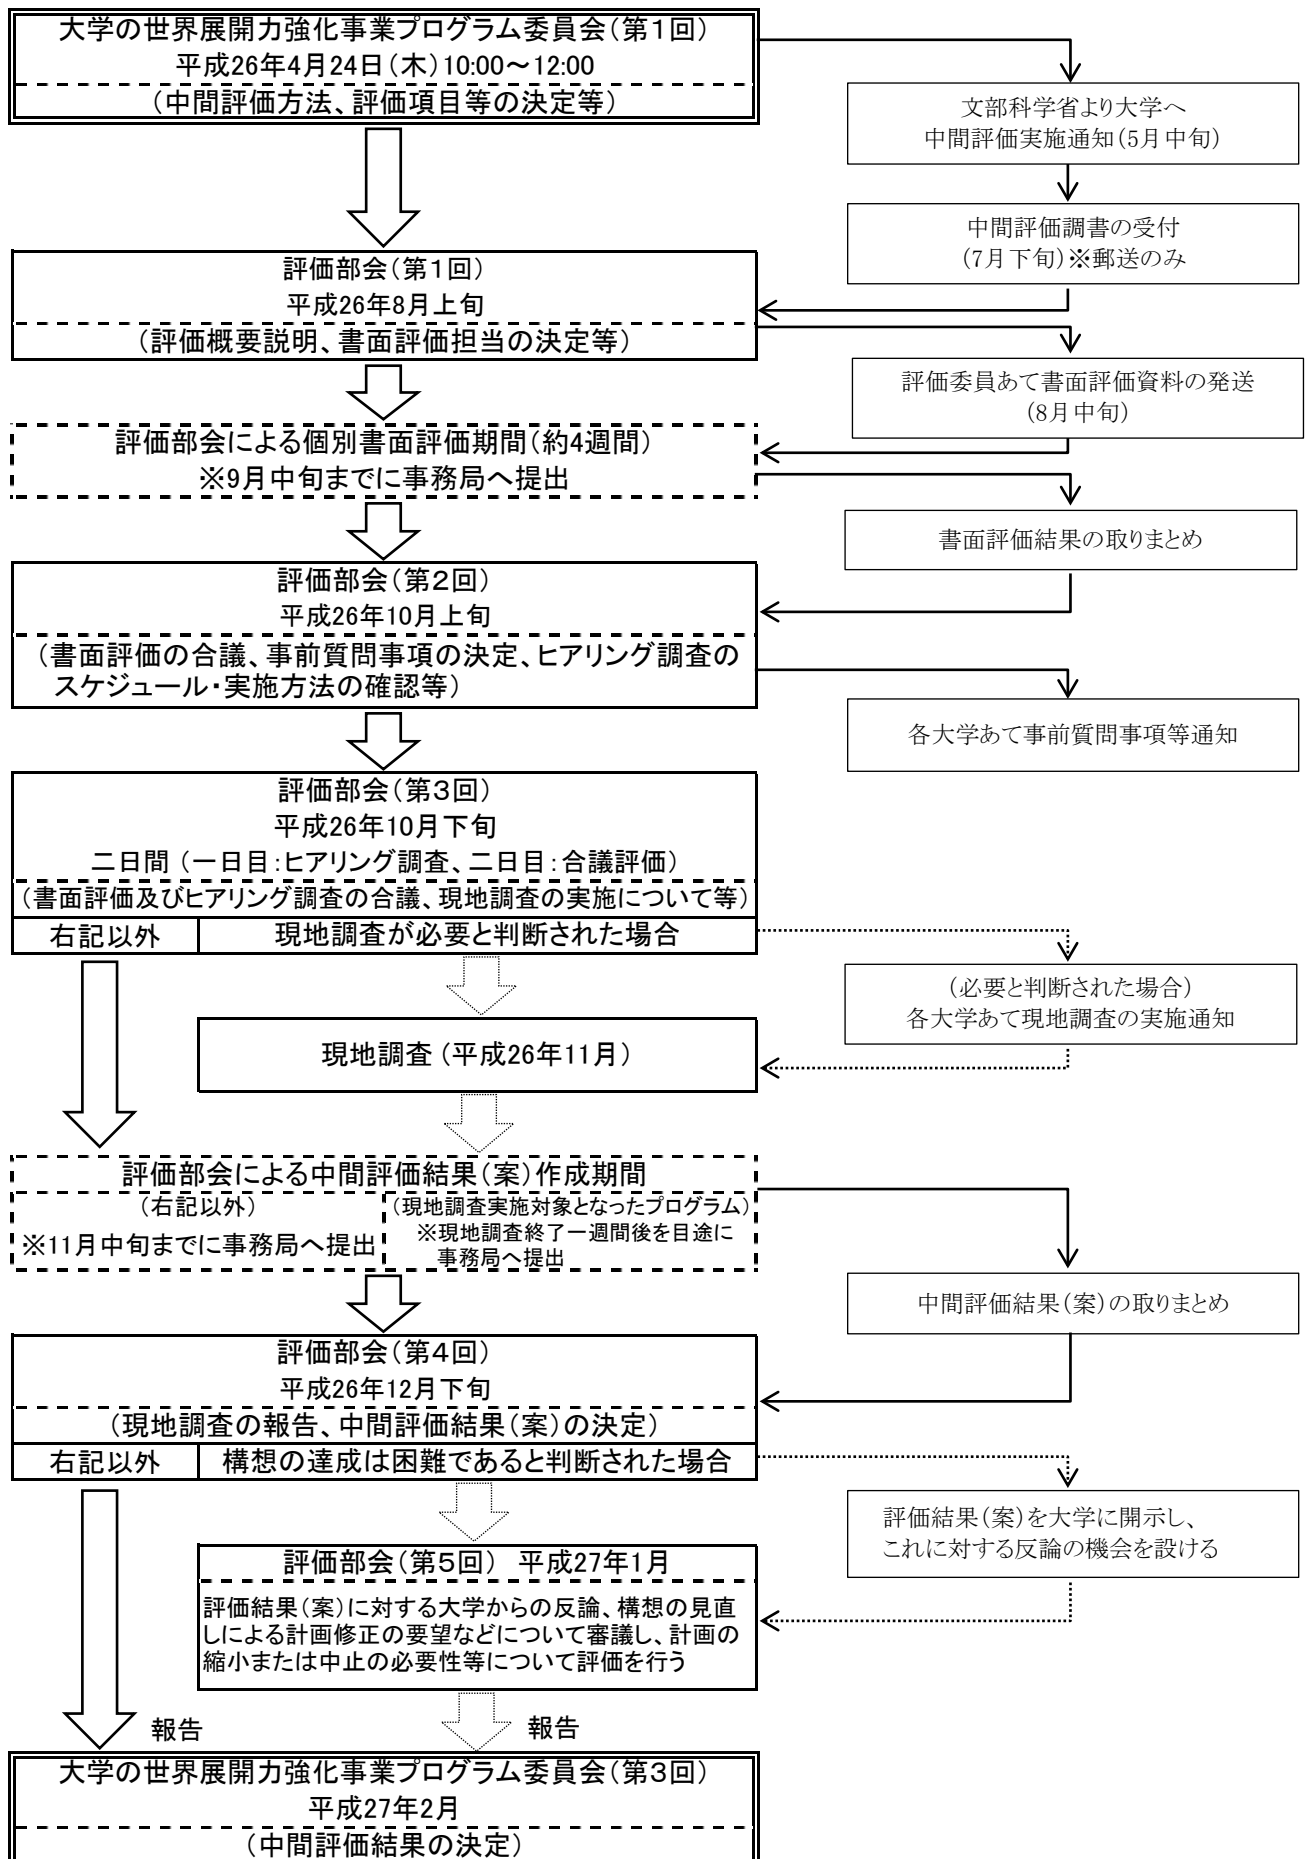 大学の世界展開力強化事業プログラム委員会（第１回）
平成26年4月24日（木）10:00～12:00
（中間評価方法、評価項目等の決定等）
文部科学省より大学へ
中間評価実施通知（5月中旬）
中間評価調書の受付
（7月下旬）※郵送のみ
評価部会（第１回）
平成26年8月上旬
（評価概要説明、書面評価担当の決定等）
評価委員あて書面評価資料の発送
（8月中旬）
評価部会による個別書面評価期間（約4週間）
※9月中旬までに事務局へ提出
書面評価結果の取りまとめ
評価部会（第２回）
平成26年10月上旬
（書面評価の合議、事前質問事項の決定、ヒアリング調査の
スケジュール・実施方法の確認等）
各大学あて事前質問事項等通知
評価部会（第３回）
平成26年10月下旬
二日間（一日目：ヒアリング調査、二日目：合議評価）
（書面評価及びヒアリング調査の合議、現地調査の実施について等）
右記以外 現地調査が必要と判断された場合
（必要と判断された場合）
各大学あて現地調査の実施通知
現地調査（平成26年11月）
評価部会による中間評価結果（案）作成期間
（右記以外）
※11月中旬までに事務局へ提出
（現地調査実施対象となったプログラム）
※現地調査終了一週間後を目途に
事務局へ提出
中間評価結果（案）の取りまとめ
評価部会（第４回）
平成26年12月下旬
（現地調査の報告、中間評価結果（案）の決定）
右記以外 構想の達成は困難であると判断された場合
評価結果（案）を大学に開示し、
これに対する反論の機会を設ける
評価部会（第５回） 平成27年1月
評価結果（案）に対する大学からの反論、構想の見直
しによる計画修正の要望などについて審議し、計画の
縮小または中止の必要性等について評価を行う
報告 報告
大学の世界展開力強化事業プログラム委員会（第３回）
平成27年2月
（中間評価結果の決定）